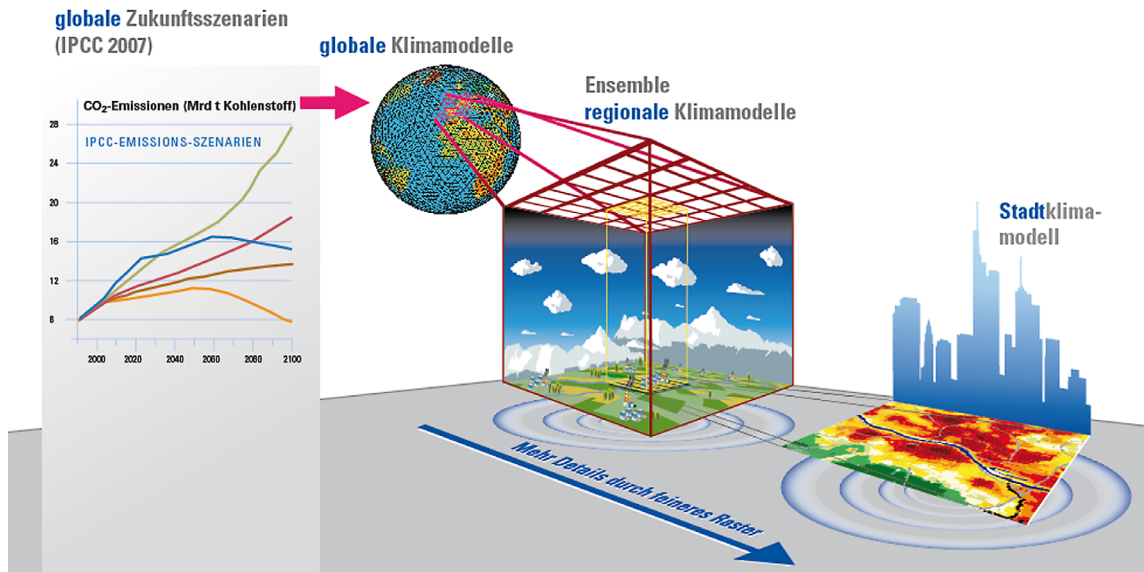 globale Zukunftsszenarien
(IPCC 2007)
globale Klimamodelle
Ensemble
regionale Klimamodelle
Stadtklima-
modell
CO₂-Emissionen (Mrd t Kohlenstoff)
IPCC-EMISSIONS-SZENARIEN
28
24
20
16
12
8
2000 2020 2040 2060 2080 2100
Mehr Details durch feineres Raster